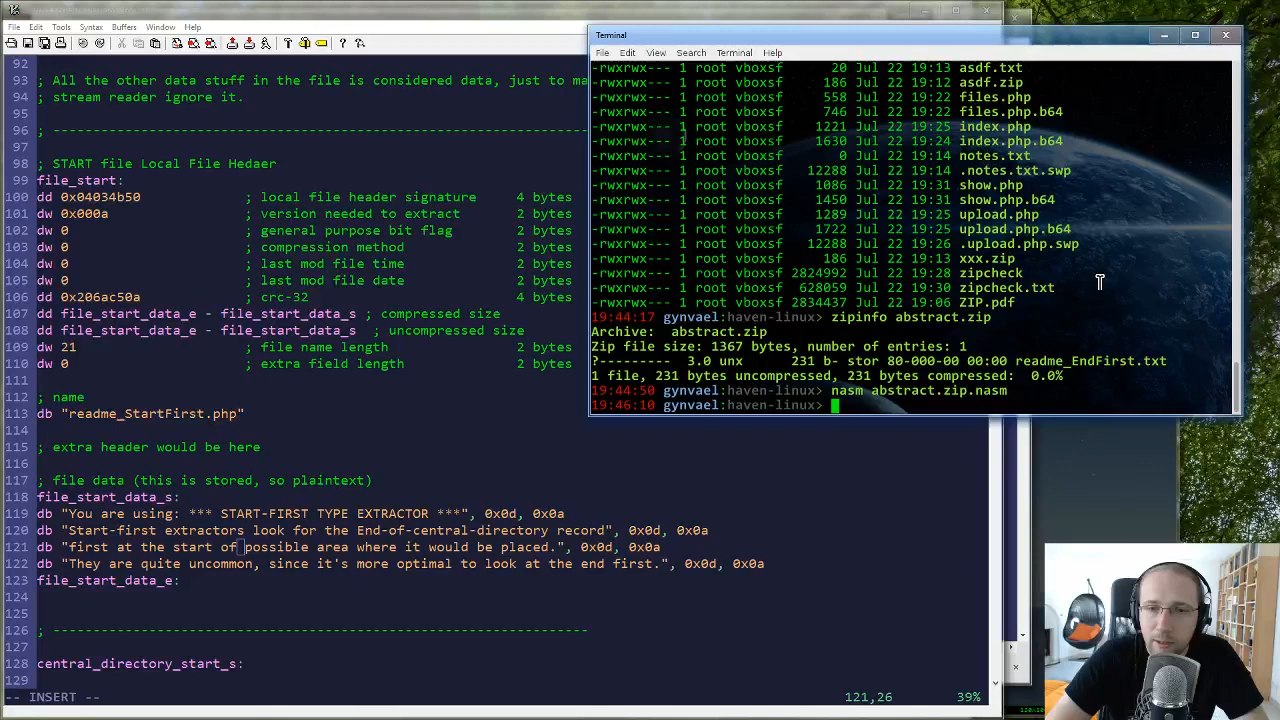 File Edit Tools Syntax Buffers Window Help
92
93 ; All the other data stuff in the file is considered data, just to ma
94 ; stream reader ignore it.
95
96 ; --------------------------------------------------------------------
97
98 ; START file Local File Hedaer
99 file_start:
100 dd 0x04034b50 ; local file header signature 4 bytes
101 dw 0x000a ; version needed to extract 2 bytes
102 dw 0 ; general purpose bit flag 2 bytes
103 dw 0 ; compression method 2 bytes
104 dw 0 ; last mod file time 2 bytes
105 dw 0 ; last mod file date 2 bytes
106 dd 0x206ac50a ; crc-32 4 bytes
107 dd file_start_data_e - file_start_data_s ; compressed size
108 dd file_start_data_e - file_start_data_s ; uncompressed size
109 dw 21 ; file name length 2 bytes
110 dw 0 ; extra field length 2 bytes
111
112 ; name
113 db "readme_StartFirst.php"
114
115 ; extra header would be here
116
117 ; file data (this is stored, so plaintext)
118 file_start_data_s:
119 db "You are using: *** START-FIRST TYPE EXTRACTOR ***", 0x0d, 0x0a
120 db "Start-first extractors look for the End-of-central-directory record", 0x0d, 0x0a
121 db "first at the start of possible area where it would be placed.", 0x0d, 0x0a
122 db "They are quite uncommon, since it's more optimal to look at the end first.", 0x0d, 0x0a
123 file_start_data_e:
124
125
126 ; --------------------------------------------------------------------
127
128 central_directory_start_s:
129
-- INSERT -- 121,26 39%
Terminal
File Edit View Search Terminal Help
-rwxrwx--- 1 root vboxsf 20 Jul 22 19:13 asdf.txt
-rwxrwx--- 1 root vboxsf 186 Jul 22 19:12 asdf.zip
-rwxrwx--- 1 root vboxsf 558 Jul 22 19:25 files.php
-rwxrwx--- 1 root vboxsf 746 Jul 22 19:22 files.php.b64
-rwxrwx--- 1 root vboxsf 1221 Jul 22 19:25 index.php
-rwxrwx--- 1 root vboxsf 1630 Jul 22 19:24 index.php.b64
-rwxrwx--- 1 root vboxsf 0 Jul 22 19:14 notes.txt
-rwxrwx--- 1 root vboxsf 12288 Jul 22 19:14 .notes.txt.swp
-rwxrwx--- 1 root vboxsf 1086 Jul 22 19:31 show.php
-rwxrwx--- 1 root vboxsf 1450 Jul 22 19:31 show.php.b64
-rwxrwx--- 1 root vboxsf 1289 Jul 22 19:25 upload.php
-rwxrwx--- 1 root vboxsf 1722 Jul 22 19:25 upload.php.b64
-rwxrwx--- 1 root vboxsf 12288 Jul 22 19:26 .upload.php.swp
-rwxrwx--- 1 root vboxsf 186 Jul 22 19:25 xxx.zip
-rwxrwx--- 1 root vboxsf 2824992 Jul 22 19:28 zipcheck
-rwxrwx--- 1 root vboxsf 628059 Jul 22 19:30 zipcheck.txt
-rwxrwx--- 1 root vboxsf 2834437 Jul 22 19:06 ZIP.pdf
19:44:17 gynvael:haven-linux> zipinfo abstract.zip
Archive: abstract.zip
Zip file size: 1367 bytes, number of entries: 1
?--------- 3.0 unx 231 b- stor 80-000-00 00:00 readme_EndFirst.txt
1 file, 231 bytes uncompressed, 231 bytes compressed: 0.0%
19:44:50 gynvael:haven-linux> nasm abstract.zip.nasm
19:46:10 gynvael:haven-linux>